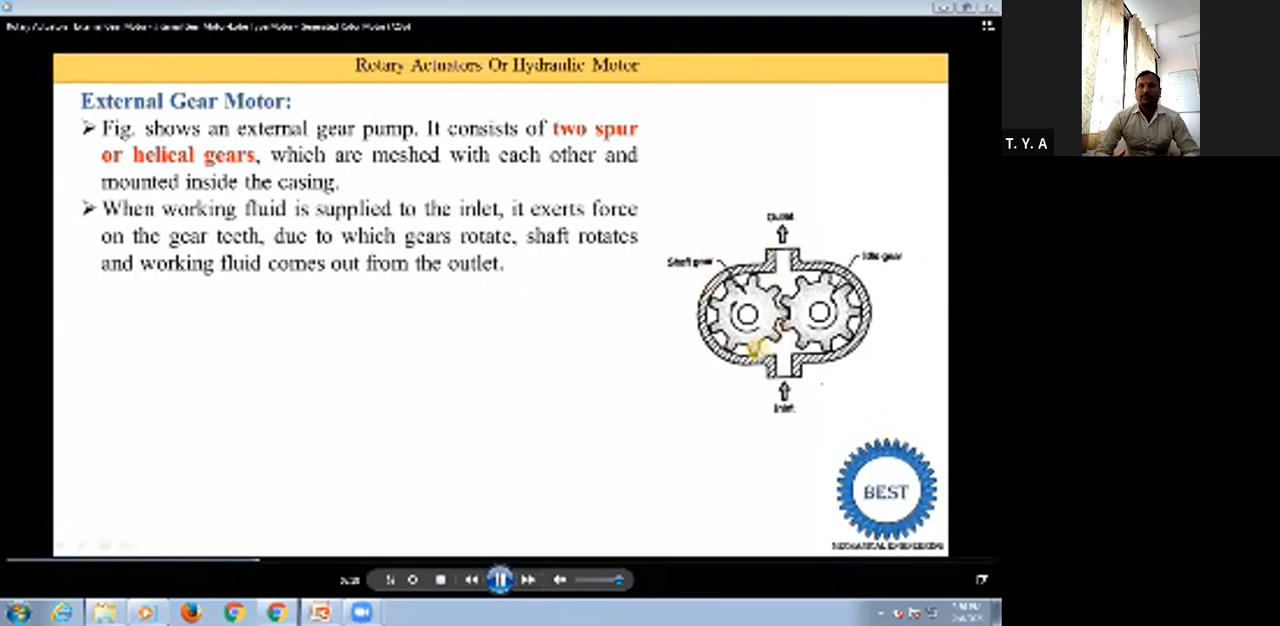 Rotary Actuators Or Hydraulic Motor
External Gear Motor:
➢ Fig. shows an external gear pump. It consists of two spur
or helical gears, which are meshed with each other and
mounted inside the casing.
➢ When working fluid is supplied to the inlet, it exerts force
on the gear teeth, due to which gears rotate, shaft rotates
and working fluid comes out from the outlet.
Outlet
Shaft gear
Idle gear
Inlet
BEST
MECHANICAL ENGINEERING
T. Y. A